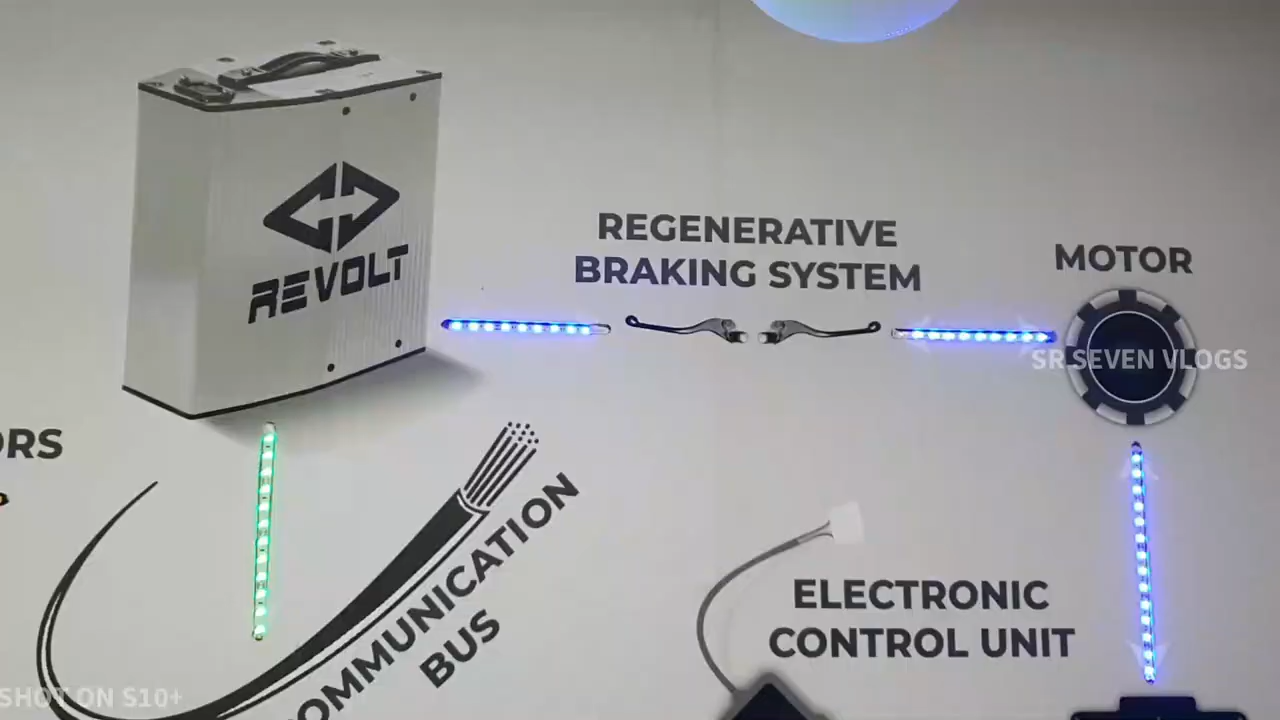 REVOLT
REGENERATIVE
BRAKING SYSTEM
MOTOR
SR SEVEN VLOGS
ORS
COMMUNICATION
BUS
ELECTRONIC
CONTROL UNIT
SHOT ON S10+